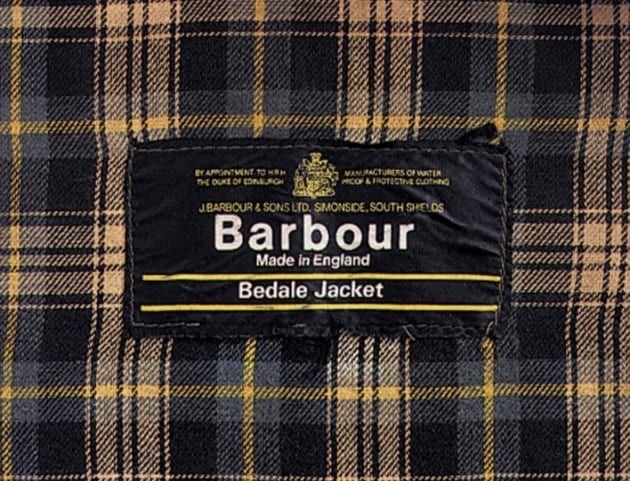 BY APPOINTMENT TO H.R.H. MANUFACTURERS OF WATER
THE DUKE OF EDINBURGH PROOF & PROTECTIVE CLOTHING
J.BARBOUR & SONS LTD. SIMONSIDE, SOUTH SHIELDS
Barbour
Made in England
Bedale Jacket